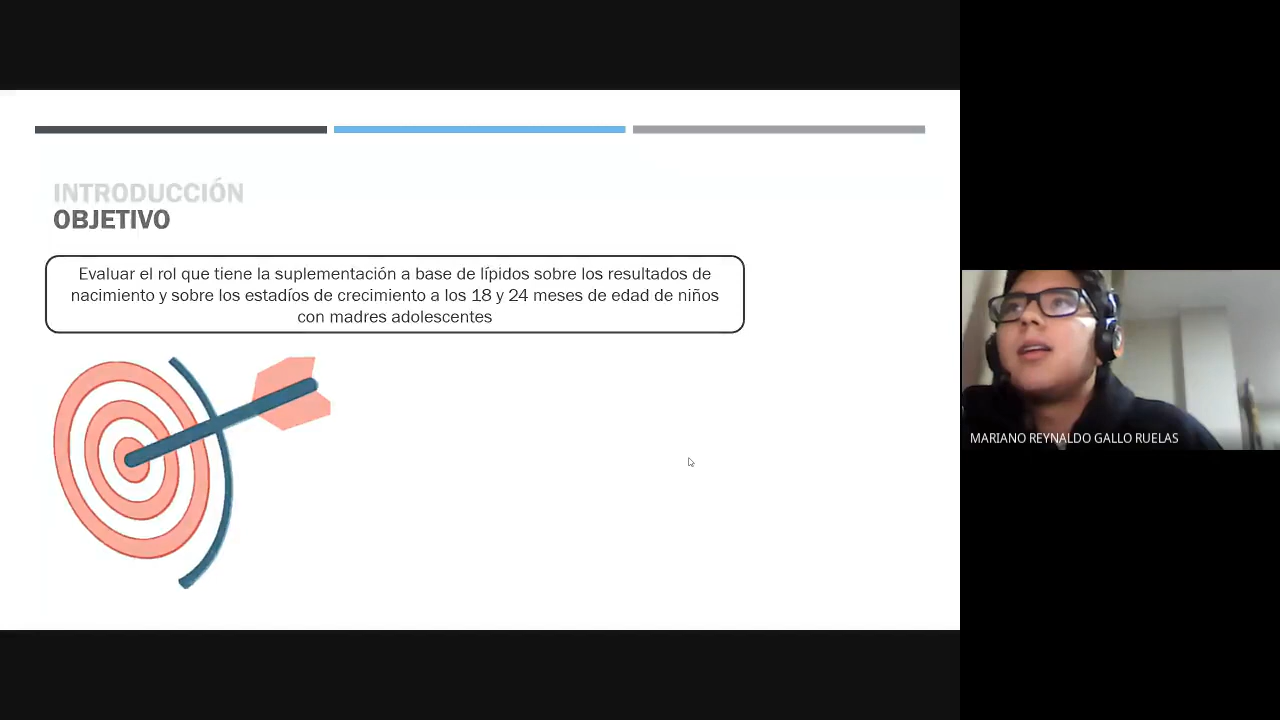 INTRODUCCIÓN
OBJETIVO
Evaluar el rol que tiene la suplementación a base de lípidos sobre los resultados de
nacimiento y sobre los estadíos de crecimiento a los 18 y 24 meses de edad de niños
con madres adolescentes
MARIANO REYNALDO GALLO RUELAS